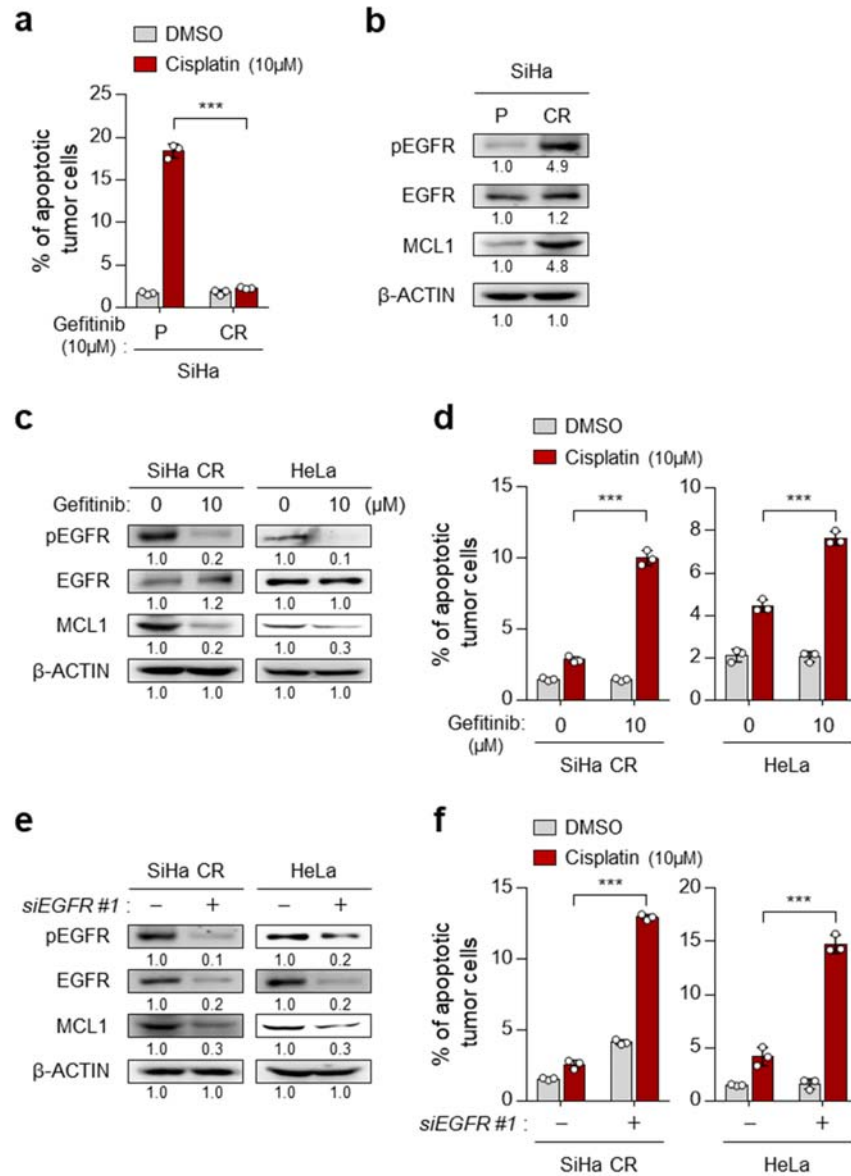 a
DMSO
Cisplatin (10µM)
% of apoptotic
tumor cells
25
20
15
10
5
0
***
Gefitinib
(10µM) :
P CR
SiHa
b
SiHa
P CR
pEGFR
1.0 4.9
EGFR
1.0 1.2
MCL1
1.0 4.8
β-ACTIN
1.0 1.0
c
SiHa CR HeLa
Gefitinib: 0 10 0 10 (µM)
pEGFR
1.0 0.2 1.0 0.1
EGFR
1.0 1.2 1.0 1.0
MCL1
1.0 0.2 1.0 0.3
β-ACTIN
1.0 1.0 1.0 1.0
d
DMSO
Cisplatin (10µM)
% of apoptotic
tumor cells
15
10
5
0
***
10
8
6
4
2
0
***
Gefitinib:
(µM)
0 10 0 10
SiHa CR HeLa
e
SiHa CR HeLa
siEGFR #1 : – + – +
pEGFR
1.0 0.1 1.0 0.2
EGFR
1.0 0.2 1.0 0.2
MCL1
1.0 0.3 1.0 0.3
β-ACTIN
1.0 1.0 1.0 1.0
f
DMSO
Cisplatin (10µM)
% of apoptotic
tumor cells
15
10
5
0
***
20
15
10
5
0
***
siEGFR #1 : – + – +
SiHa CR HeLa